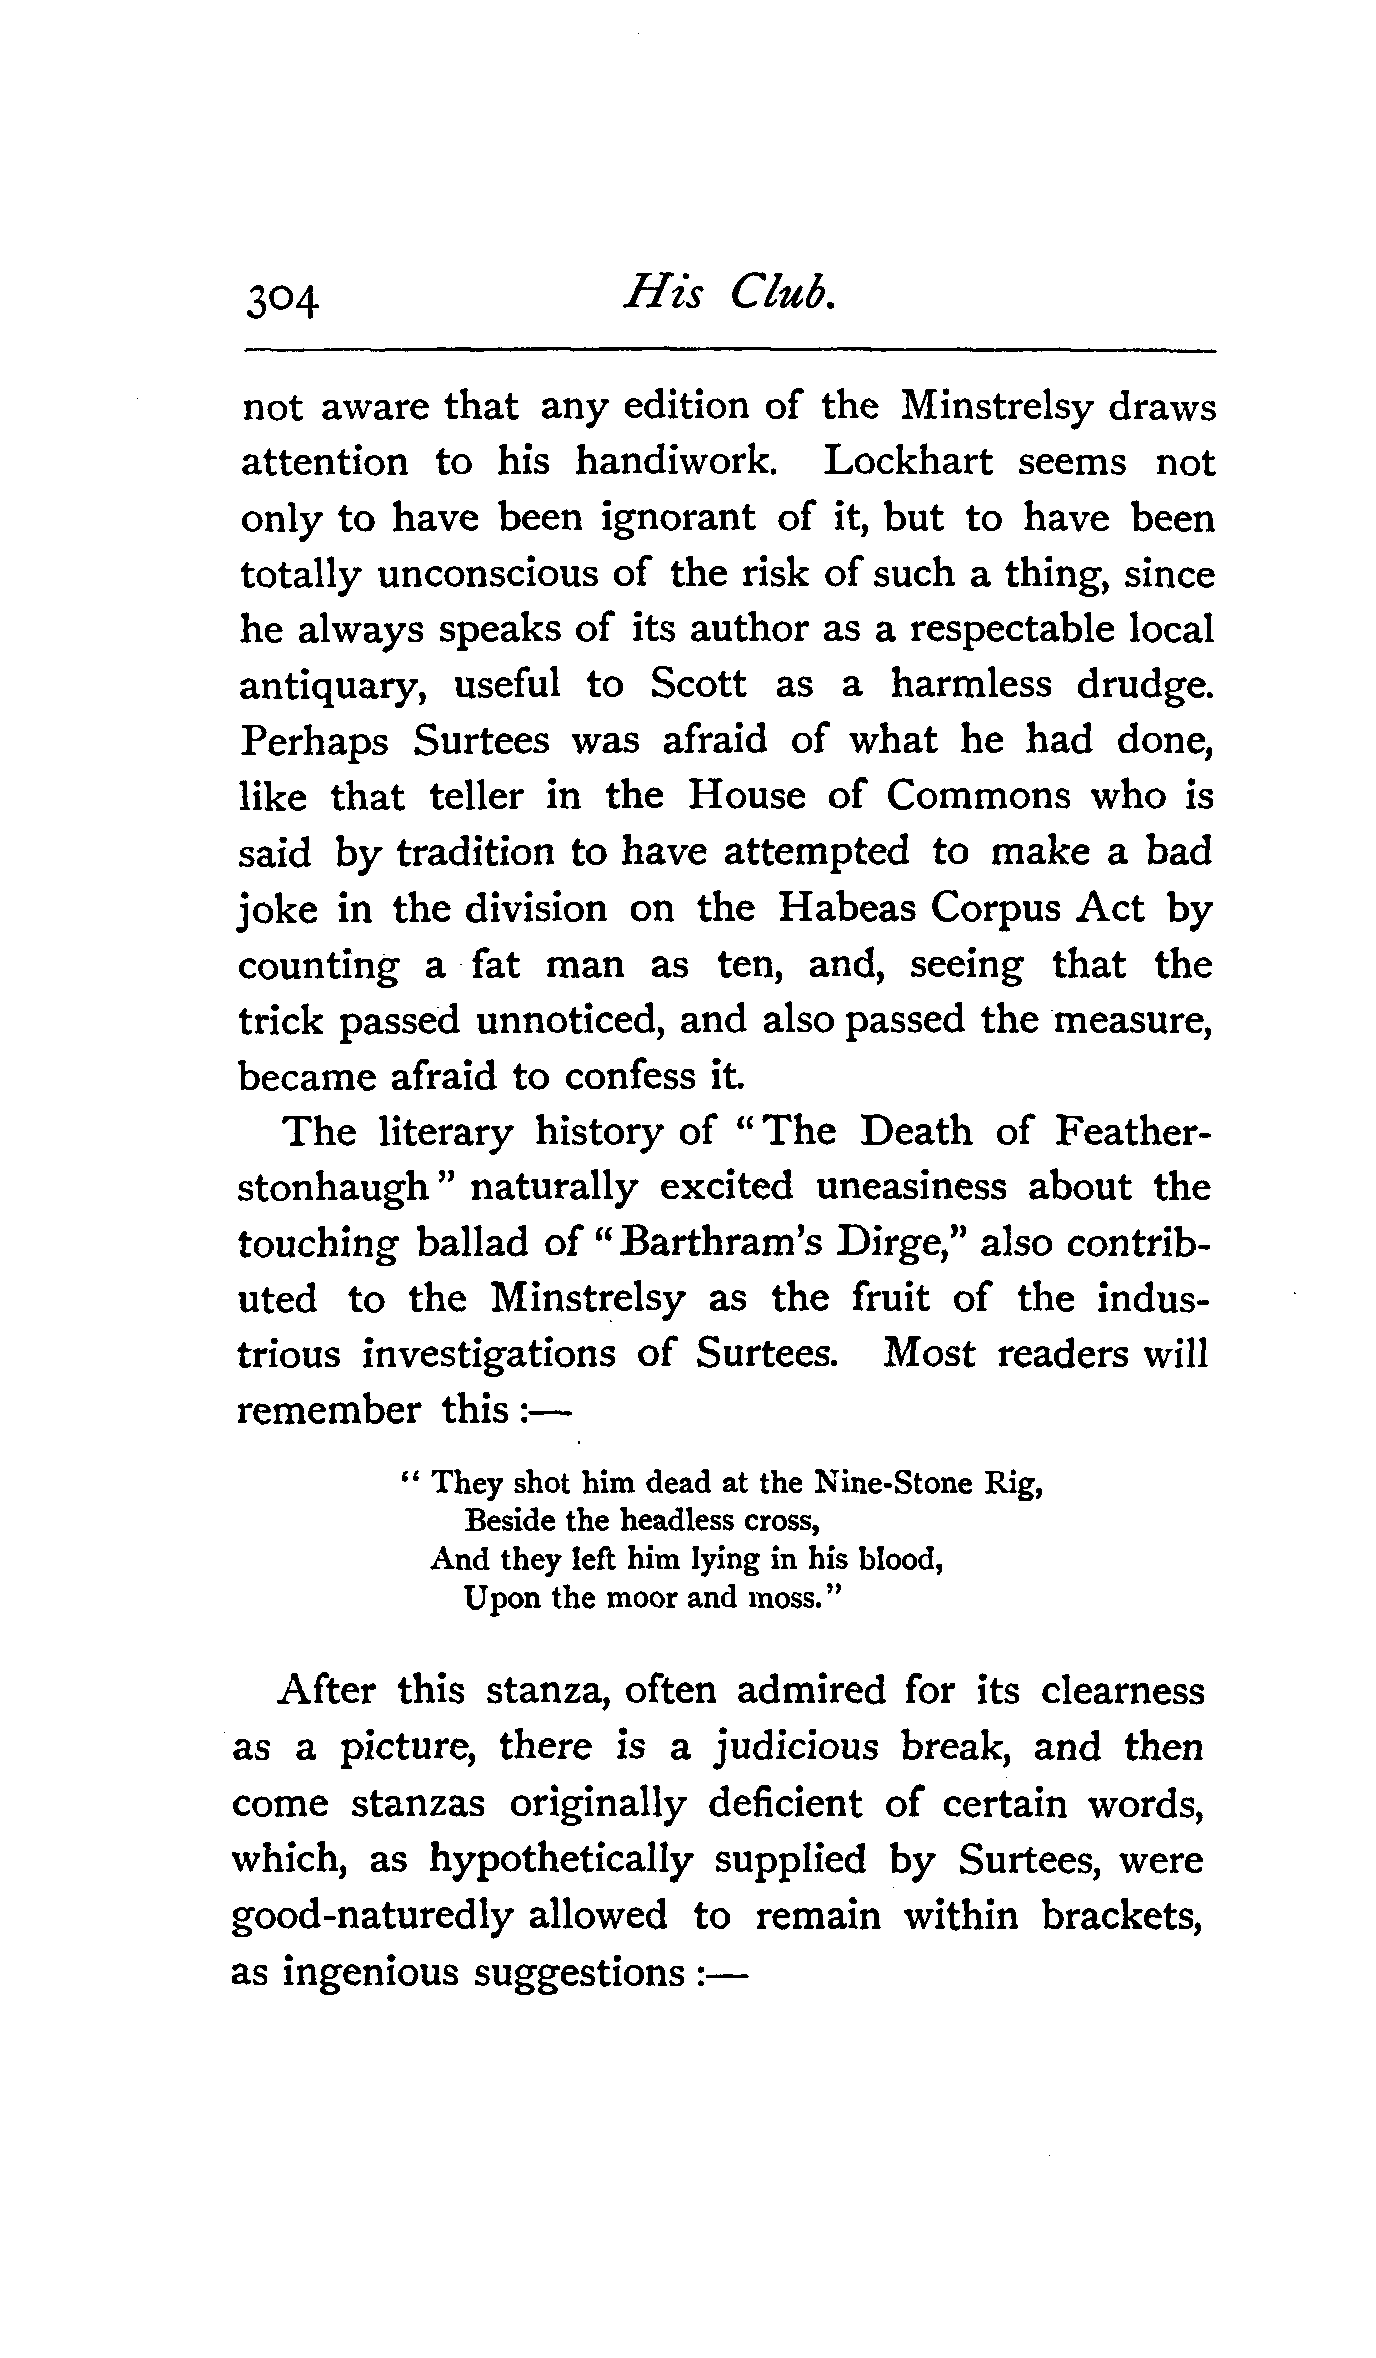 304 His Club.
not aware that any edition of the Minstrelsy draws
attention to his handiwork. Lockhart seems not
only to have been ignorant of it, but to have been
totally unconscious of the risk of such a thing, since
he always speaks of its author as a respectable local
antiquary, useful to Scott as a harmless drudge.
Perhaps Surtees was afraid of what he had done,
like that teller in the House of Commons who is
said by tradition to have attempted to make a bad
joke in the division on the Habeas Corpus Act by
counting a fat man as ten, and, seeing that the
trick passed unnoticed, and also passed the measure,
became afraid to confess it.
The literary history of “The Death of Feather-
stonhaugh” naturally excited uneasiness about the
touching ballad of “Barthram's Dirge,” also contrib-
uted to the Minstrelsy as the fruit of the indus-
trious investigations of Surtees. Most readers will
remember this :—
“ They shot him dead at the Nine-Stone Rig,
Beside the headless cross,
And they left him lying in his blood,
Upon the moor and moss.”
After this stanza, often admired for its clearness
as a picture, there is a judicious break, and then
come stanzas originally deficient of certain words,
which, as hypothetically supplied by Surtees, were
good-naturedly allowed to remain within brackets,
as ingenious suggestions :—